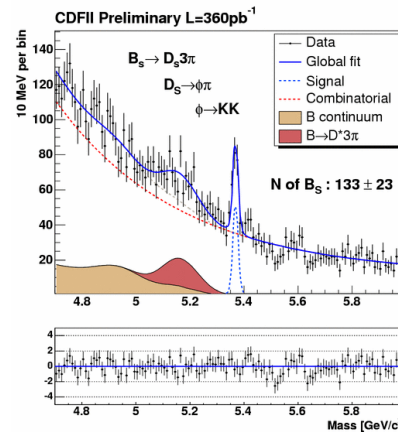 CDFII Preliminary L=360pb⁻¹
10 MeV per bin
140
120
100
80
60
40
20
Bₛ→ Dₛ3π
Dₛ→ϕπ
ϕ→KK
Data
Global fit
Signal
Combinatorial
B continuum
B→D*3π
N of Bₛ : 133 ± 23
4.8 5 5.2 5.4 5.6 5.8
4
2
0
-2
-4
4.8 5 5.2 5.4 5.6 5.8
Mass [GeV/c